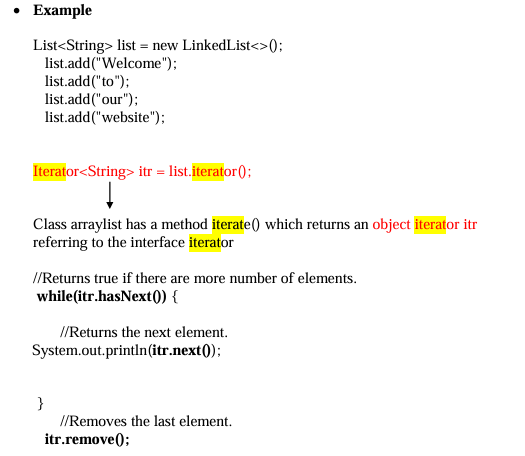 • Example
List<String> list = new LinkedList<>();
list.add("Welcome");
list.add("to");
list.add("our");
list.add("website");
Iterator<String> itr = list.iterator();
Class arraylist has a method iterate() which returns an object iterator itr
referring to the interface iterator
//Returns true if there are more number of elements.
while(itr.hasNext()) {
//Returns the next element.
System.out.println(itr.next());
}
//Removes the last element.
itr.remove();